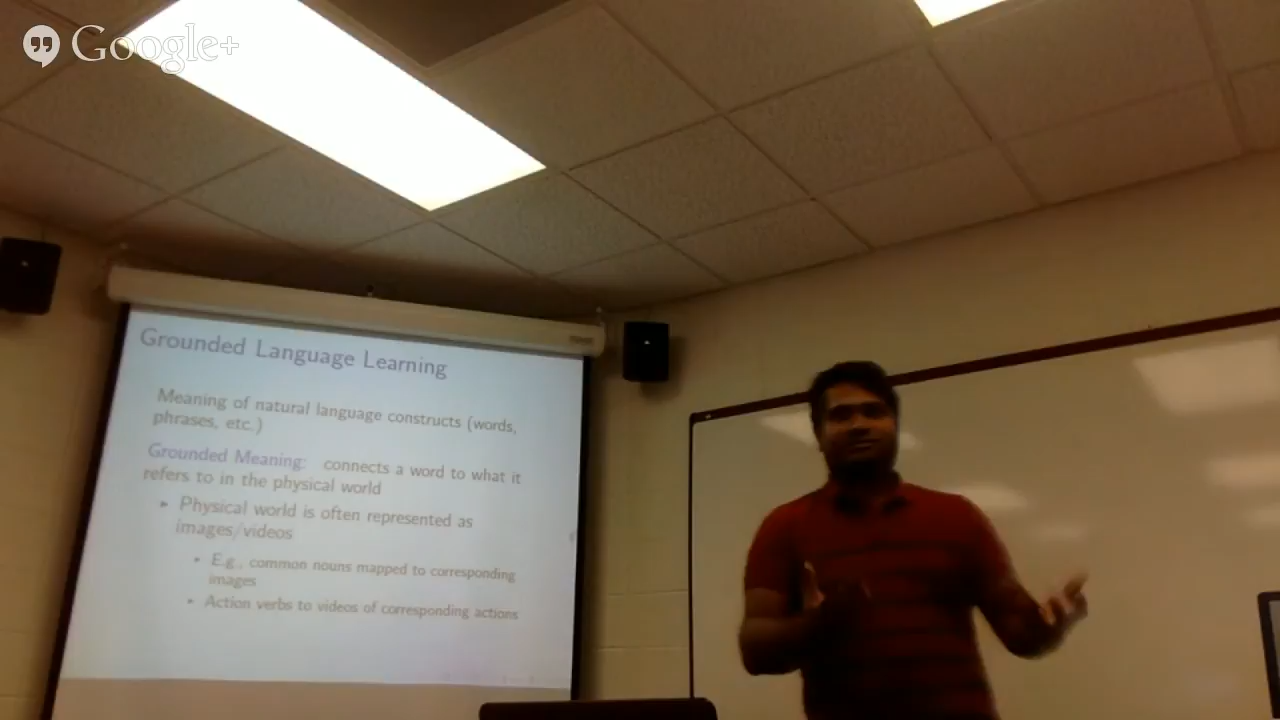 Google+
Grounded Language Learning
Meaning of natural language constructs (words,
phrases, etc.)
Grounded Meaning: connects a word to what it
refers to in the physical world
Physical world is often represented as
images/videos
E.g., common nouns mapped to corresponding
images
Action verbs to videos of corresponding actions